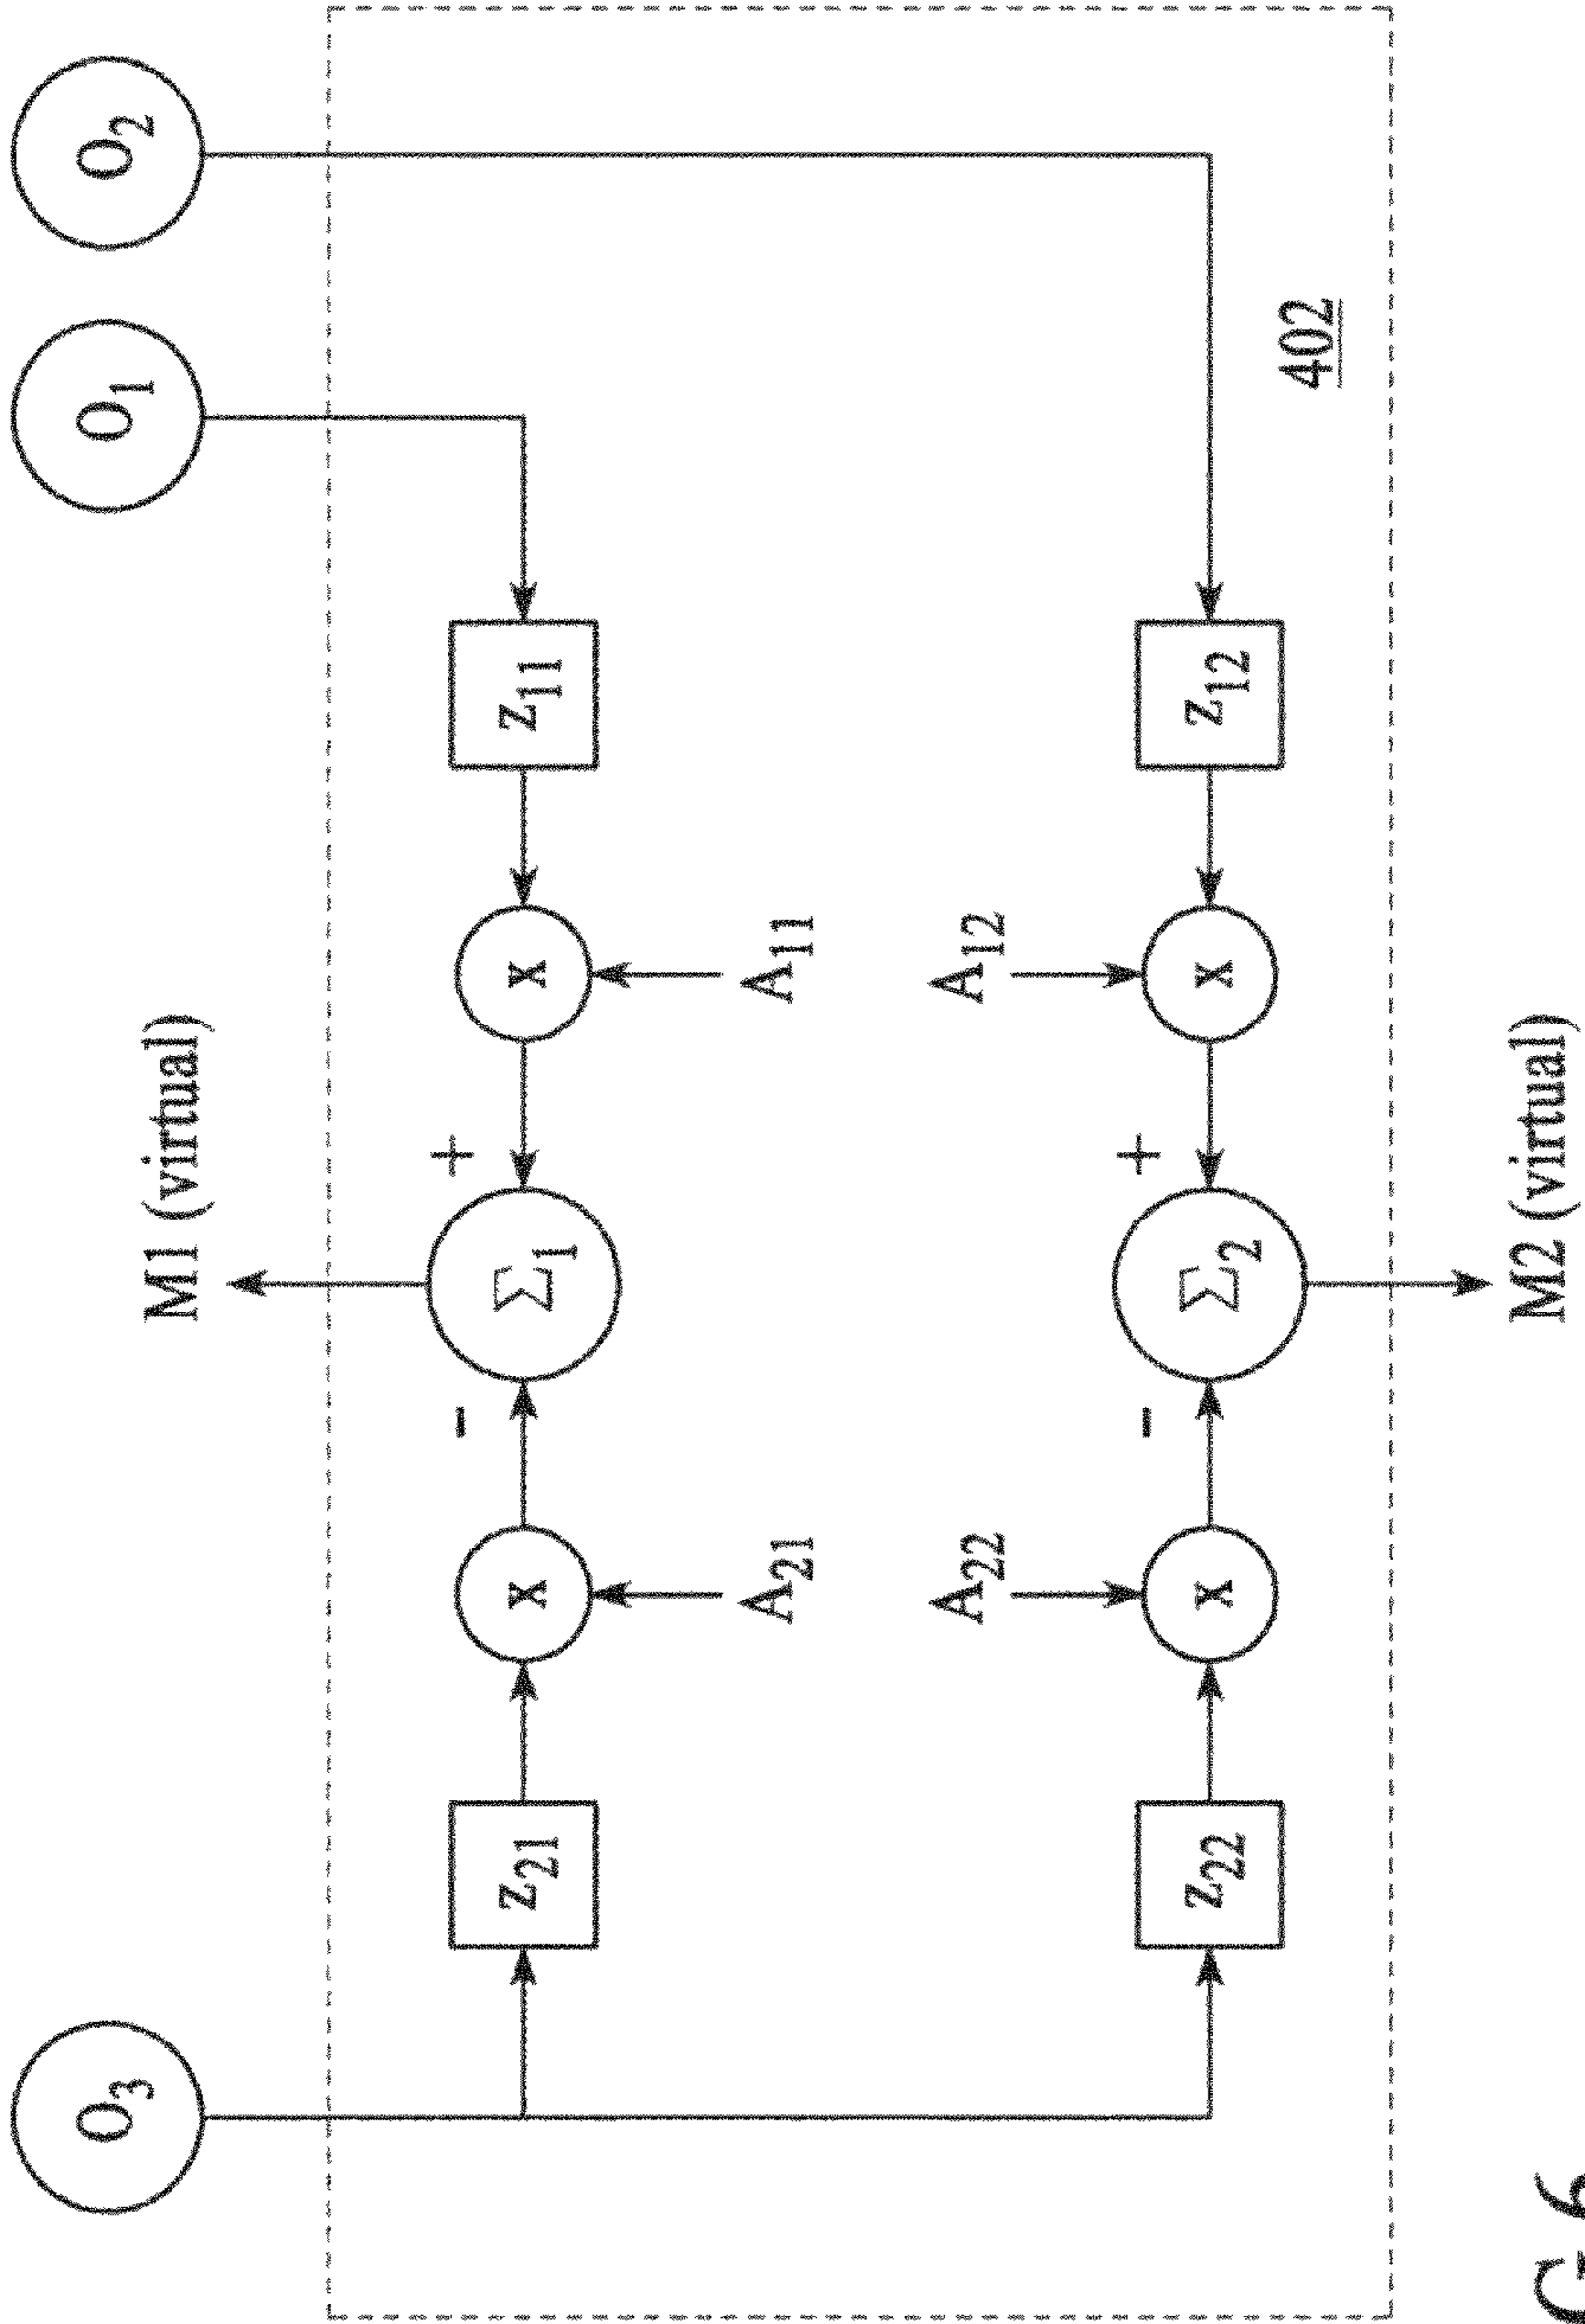 O₃
O₁
O₂
M1 (virtual)
-
+
z₂₁
x
Σ₁
x
z₁₁
A₂₁
A₁₁
A₂₂
A₁₂
-
+
z₂₂
x
Σ₂
x
z₁₂
402
M2 (virtual)